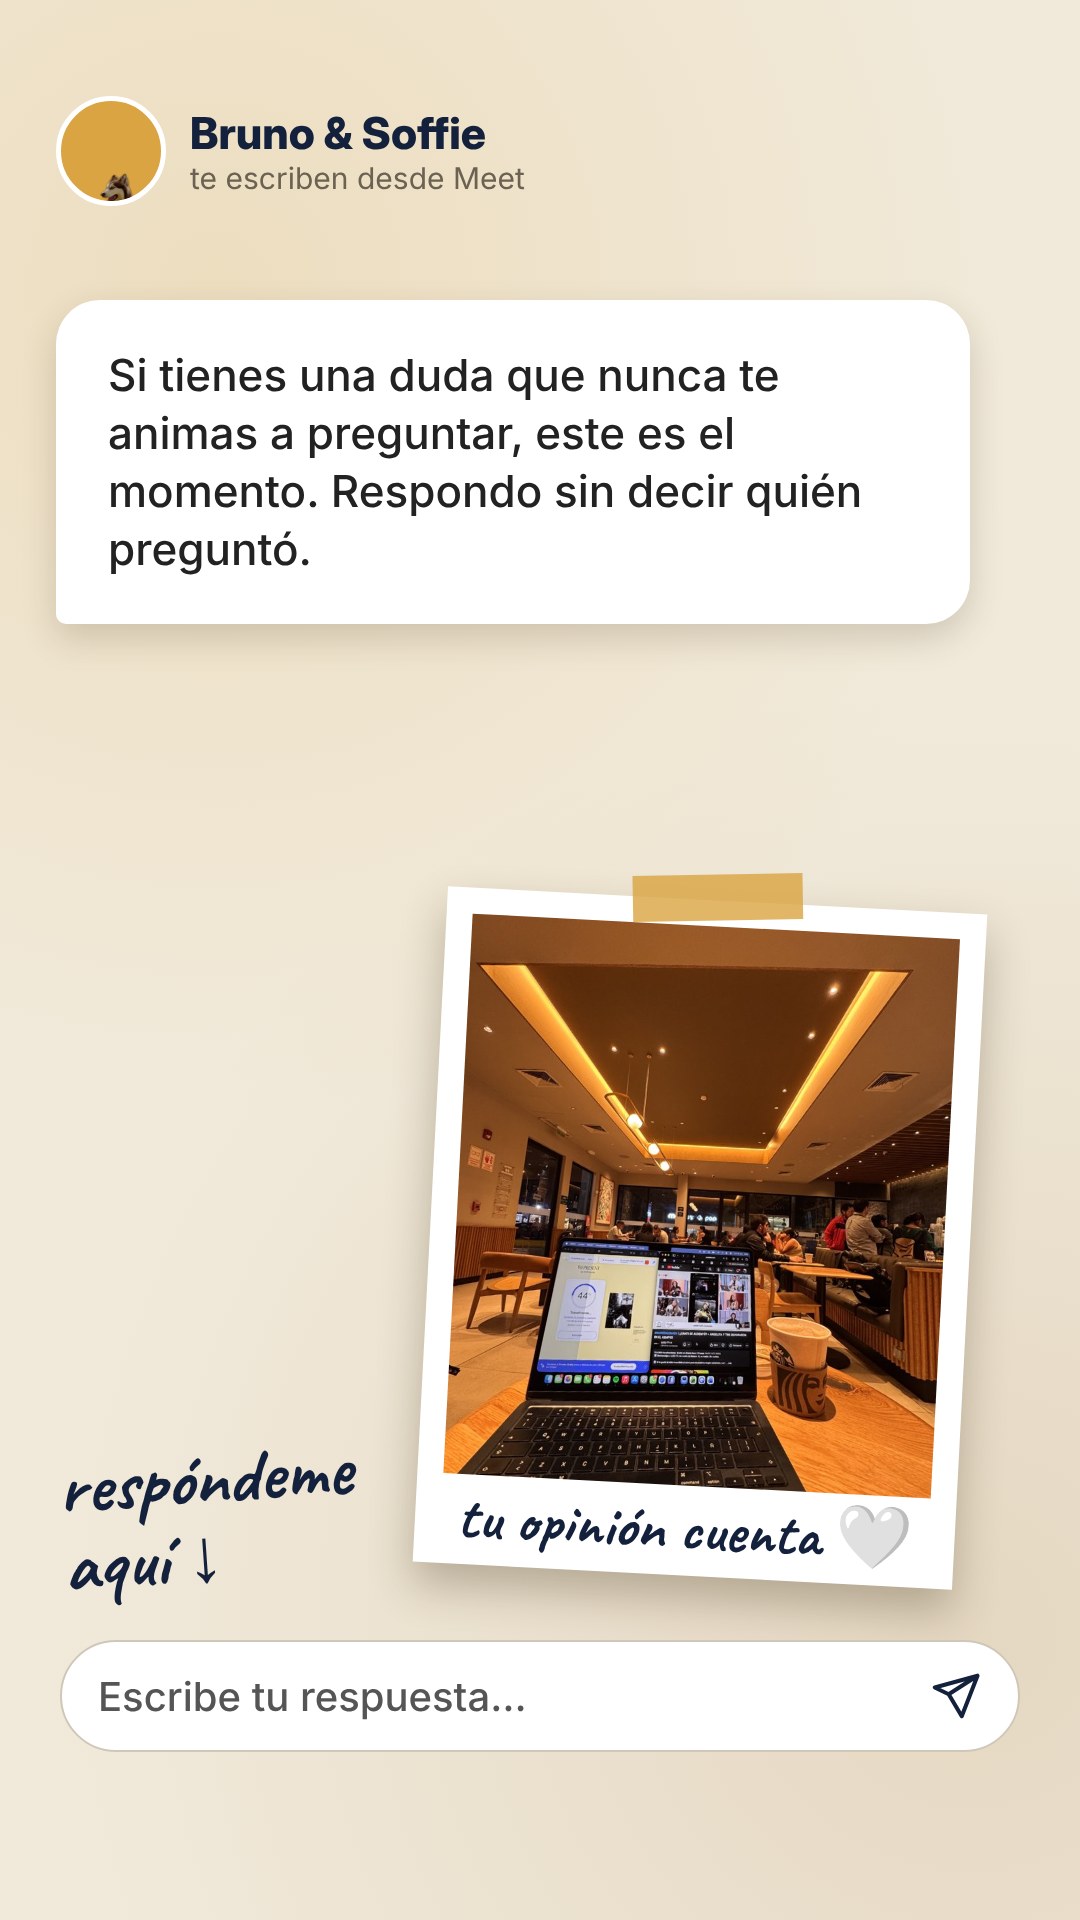 Bruno & Soffie
te escriben desde Meet
Si tienes una duda que nunca te
animas a preguntar, este es el
momento. Respondo sin decir quién
preguntó.
44
respóndeme
aquí ↓
tu opinión cuenta 🤍
Escribe tu respuesta...